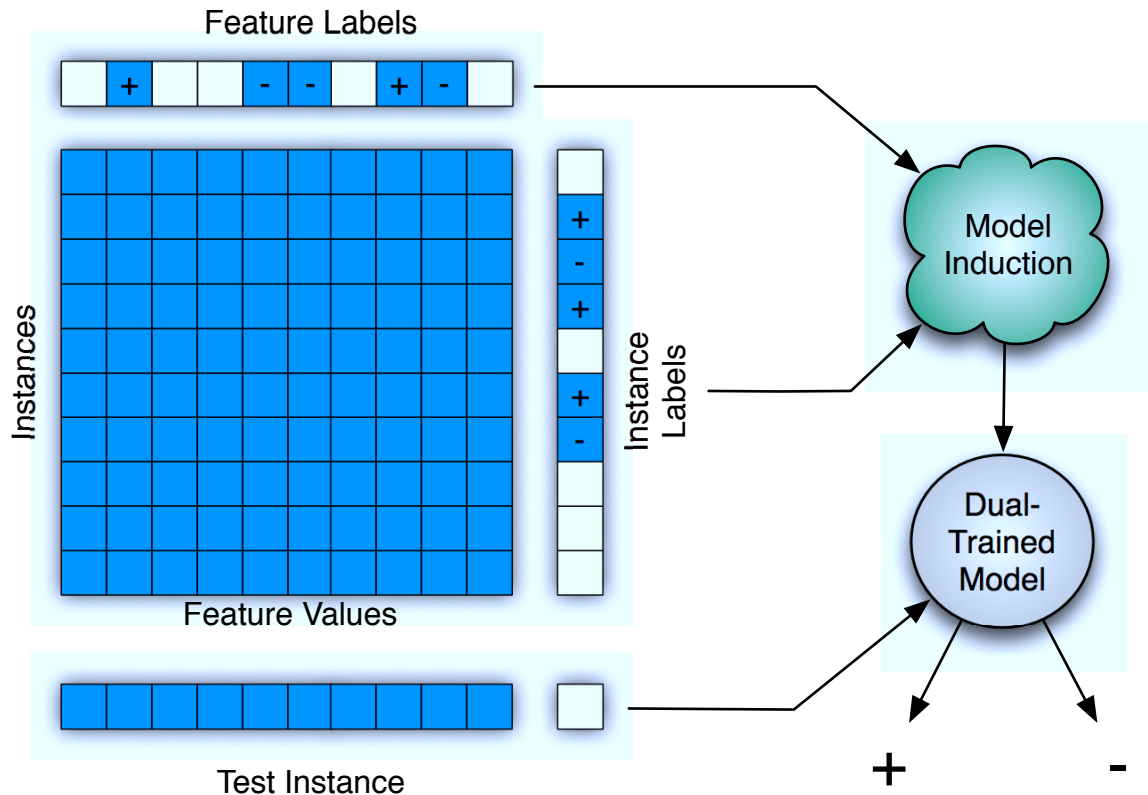 Feature Labels
+ - - + -
+
-
+
+
-
Instances
Instance
Labels
Feature Values
Test Instance
Model
Induction
Dual-
Trained
Model
+ -